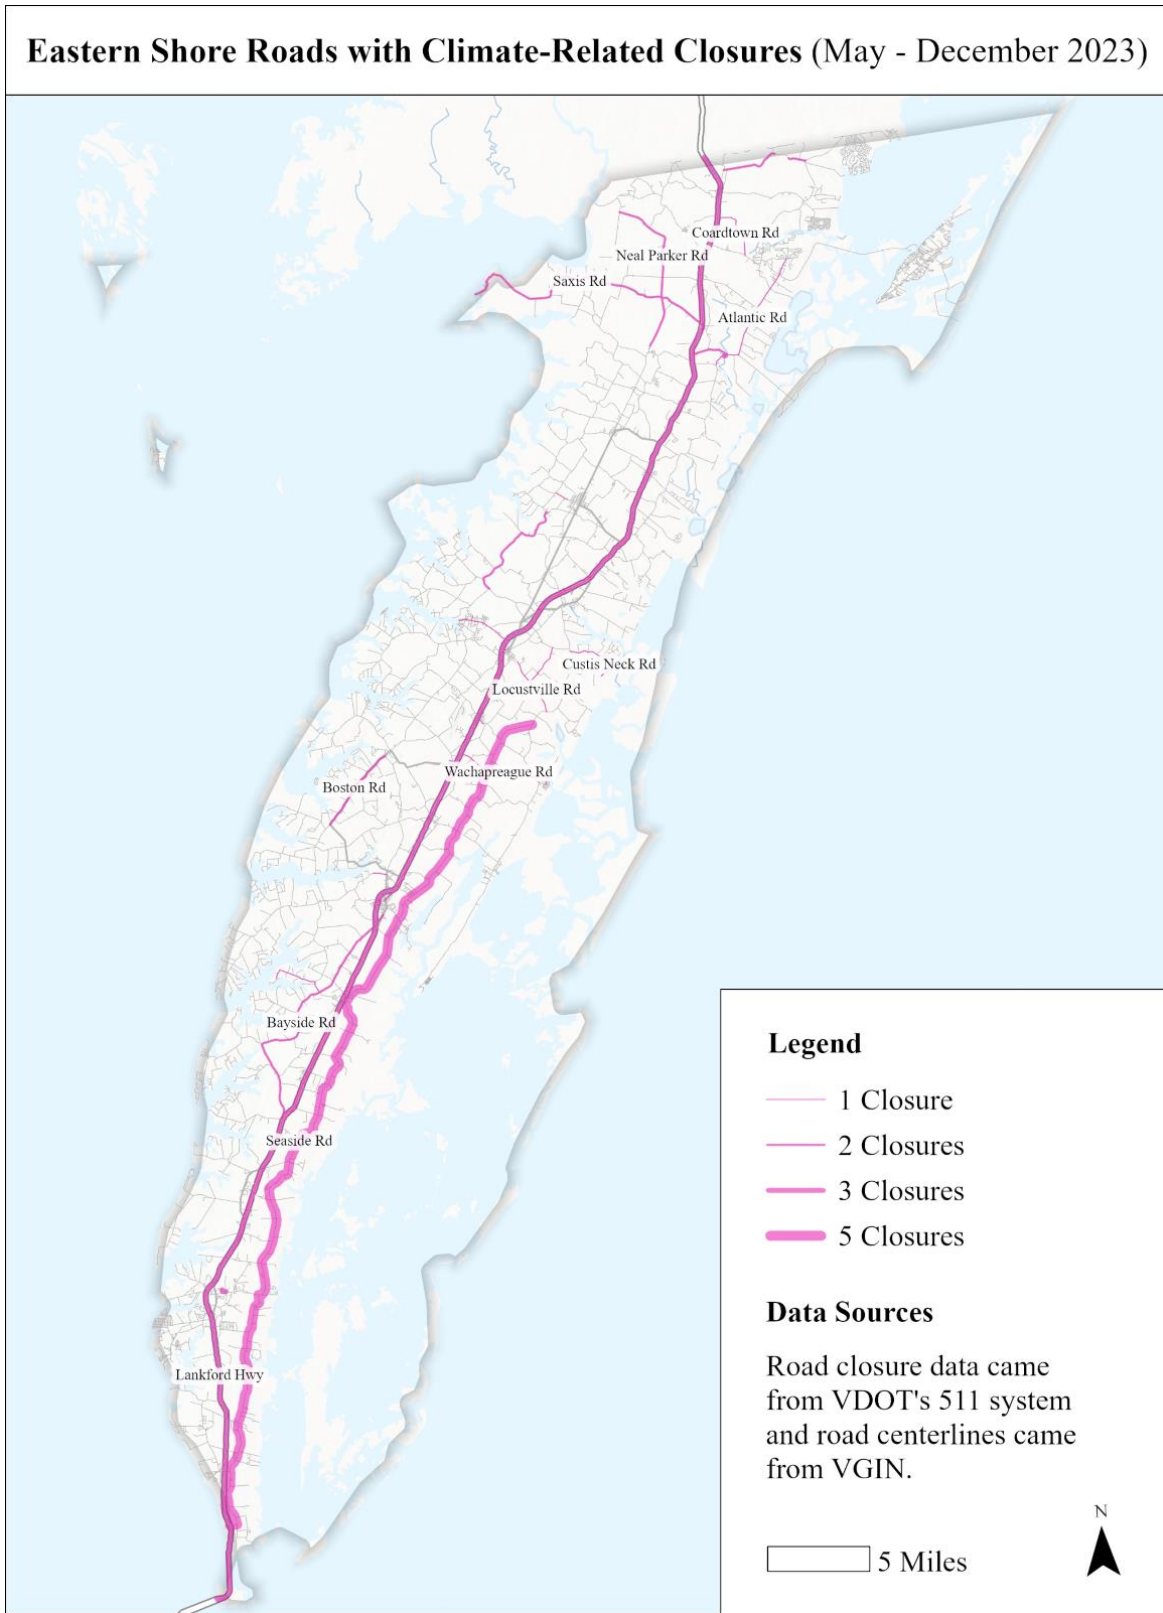 Eastern Shore Roads with Climate-Related Closures (May - December 2023)
Coardtown Rd
Neal Parker Rd
Saxis Rd
Atlantic Rd
Custis Neck Rd
Locustville Rd
Wachapreague Rd
Boston Rd
Bayside Rd
Seaside Rd
Lankford Hwy
Legend
1 Closure
2 Closures
3 Closures
5 Closures
Data Sources
Road closure data came
from VDOT's 511 system
and road centerlines came
from VGIN.
N
5 Miles